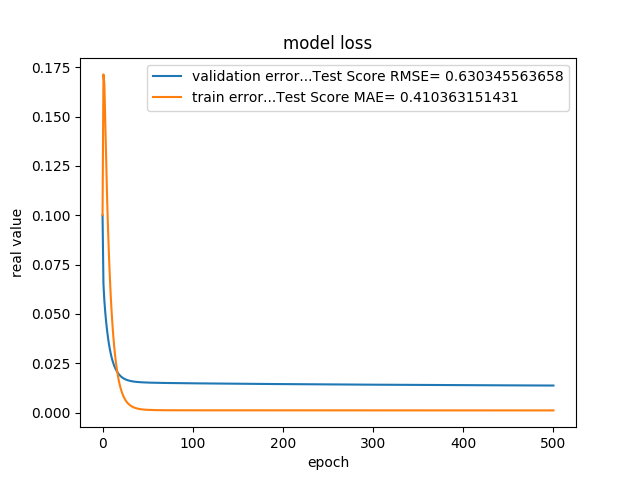 model loss
validation error...Test Score RMSE= 0.630345563658
train error...Test Score MAE= 0.410363151431
real value
0.175
0.150
0.125
0.100
0.075
0.050
0.025
0.000
0 100 200 300 400 500
epoch